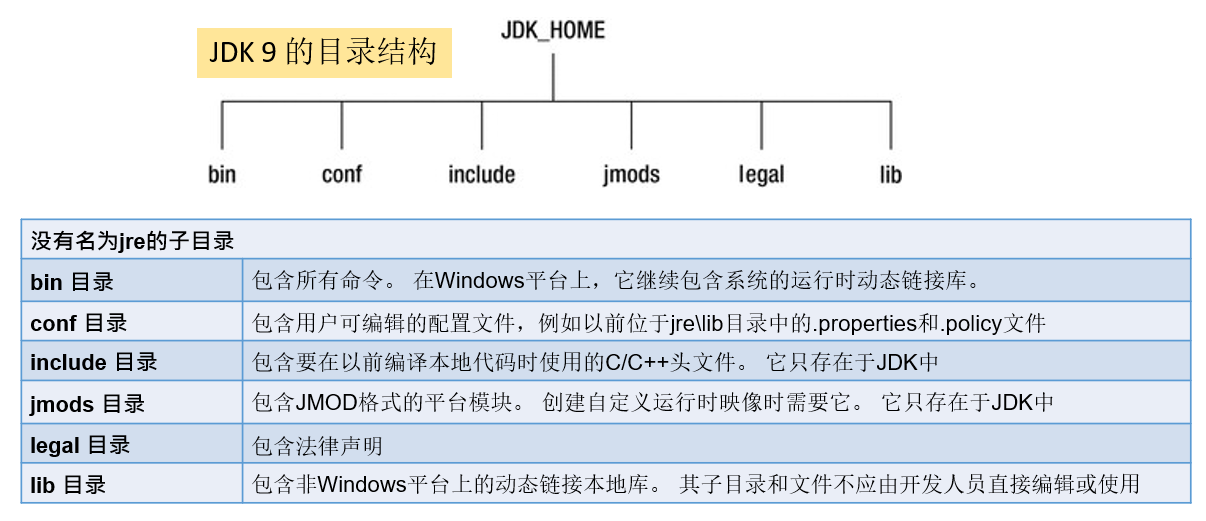 JDK_HOME
JDK 9 的目录结构
bin conf include jmods legal lib
没有名为jre的子目录
bin 目录 包含所有命令。 在Windows平台上，它继续包含系统的运行时动态链接库。
conf 目录 包含用户可编辑的配置文件，例如以前位于jre\lib目录中的.properties和.policy文件
include 目录 包含要在以前编译本地代码时使用的C/C++头文件。 它只存在于JDK中
jmods 目录 包含JMOD格式的平台模块。 创建自定义运行时映像时需要它。 它只存在于JDK中
legal 目录 包含法律声明
lib 目录 包含非Windows平台上的动态链接本地库。 其子目录和文件不应由开发人员直接编辑或使用